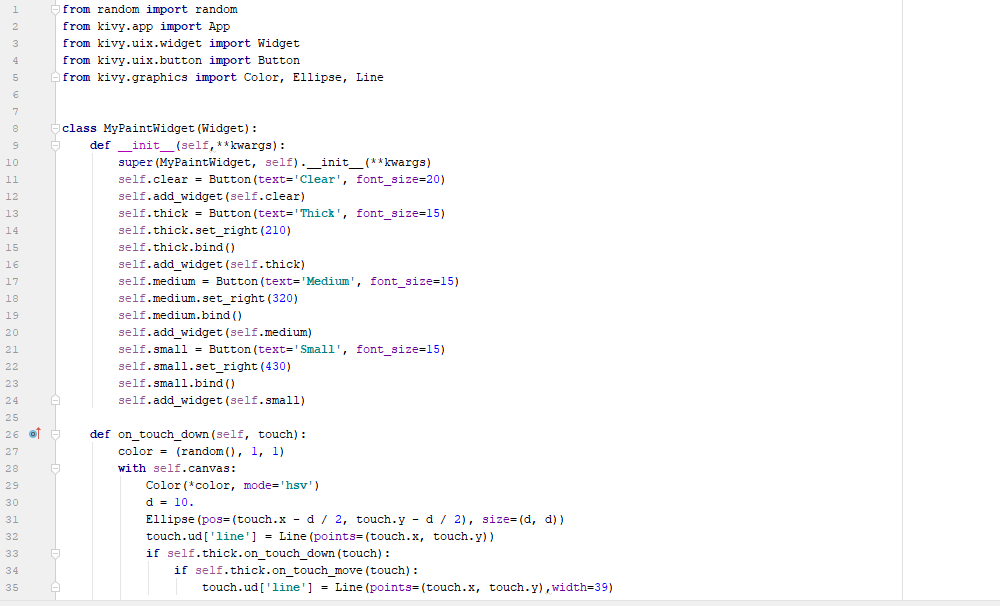 1 from random import random
2 from kivy.app import App
3 from kivy.uix.widget import Widget
4 from kivy.uix.button import Button
5 from kivy.graphics import Color, Ellipse, Line
6
7
8 class MyPaintWidget(Widget):
9     def __init__(self,**kwargs):
10         super(MyPaintWidget, self).__init__(**kwargs)
11         self.clear = Button(text='Clear', font_size=20)
12         self.add_widget(self.clear)
13         self.thick = Button(text='Thick', font_size=15)
14         self.thick.set_right(210)
15         self.thick.bind()
16         self.add_widget(self.thick)
17         self.medium = Button(text='Medium', font_size=15)
18         self.medium.set_right(320)
19         self.medium.bind()
20         self.add_widget(self.medium)
21         self.small = Button(text='Small', font_size=15)
22         self.small.set_right(430)
23         self.small.bind()
24         self.add_widget(self.small)
25
26     def on_touch_down(self, touch):
27         color = (random(), 1, 1)
28         with self.canvas:
29             Color(*color, mode='hsv')
30             d = 10.
31             Ellipse(pos=(touch.x - d / 2, touch.y - d / 2), size=(d, d))
32             touch.ud['line'] = Line(points=(touch.x, touch.y))
33             if self.thick.on_touch_down(touch):
34                 if self.thick.on_touch_move(touch):
35                     touch.ud['line'] = Line(points=(touch.x, touch.y),width=39)